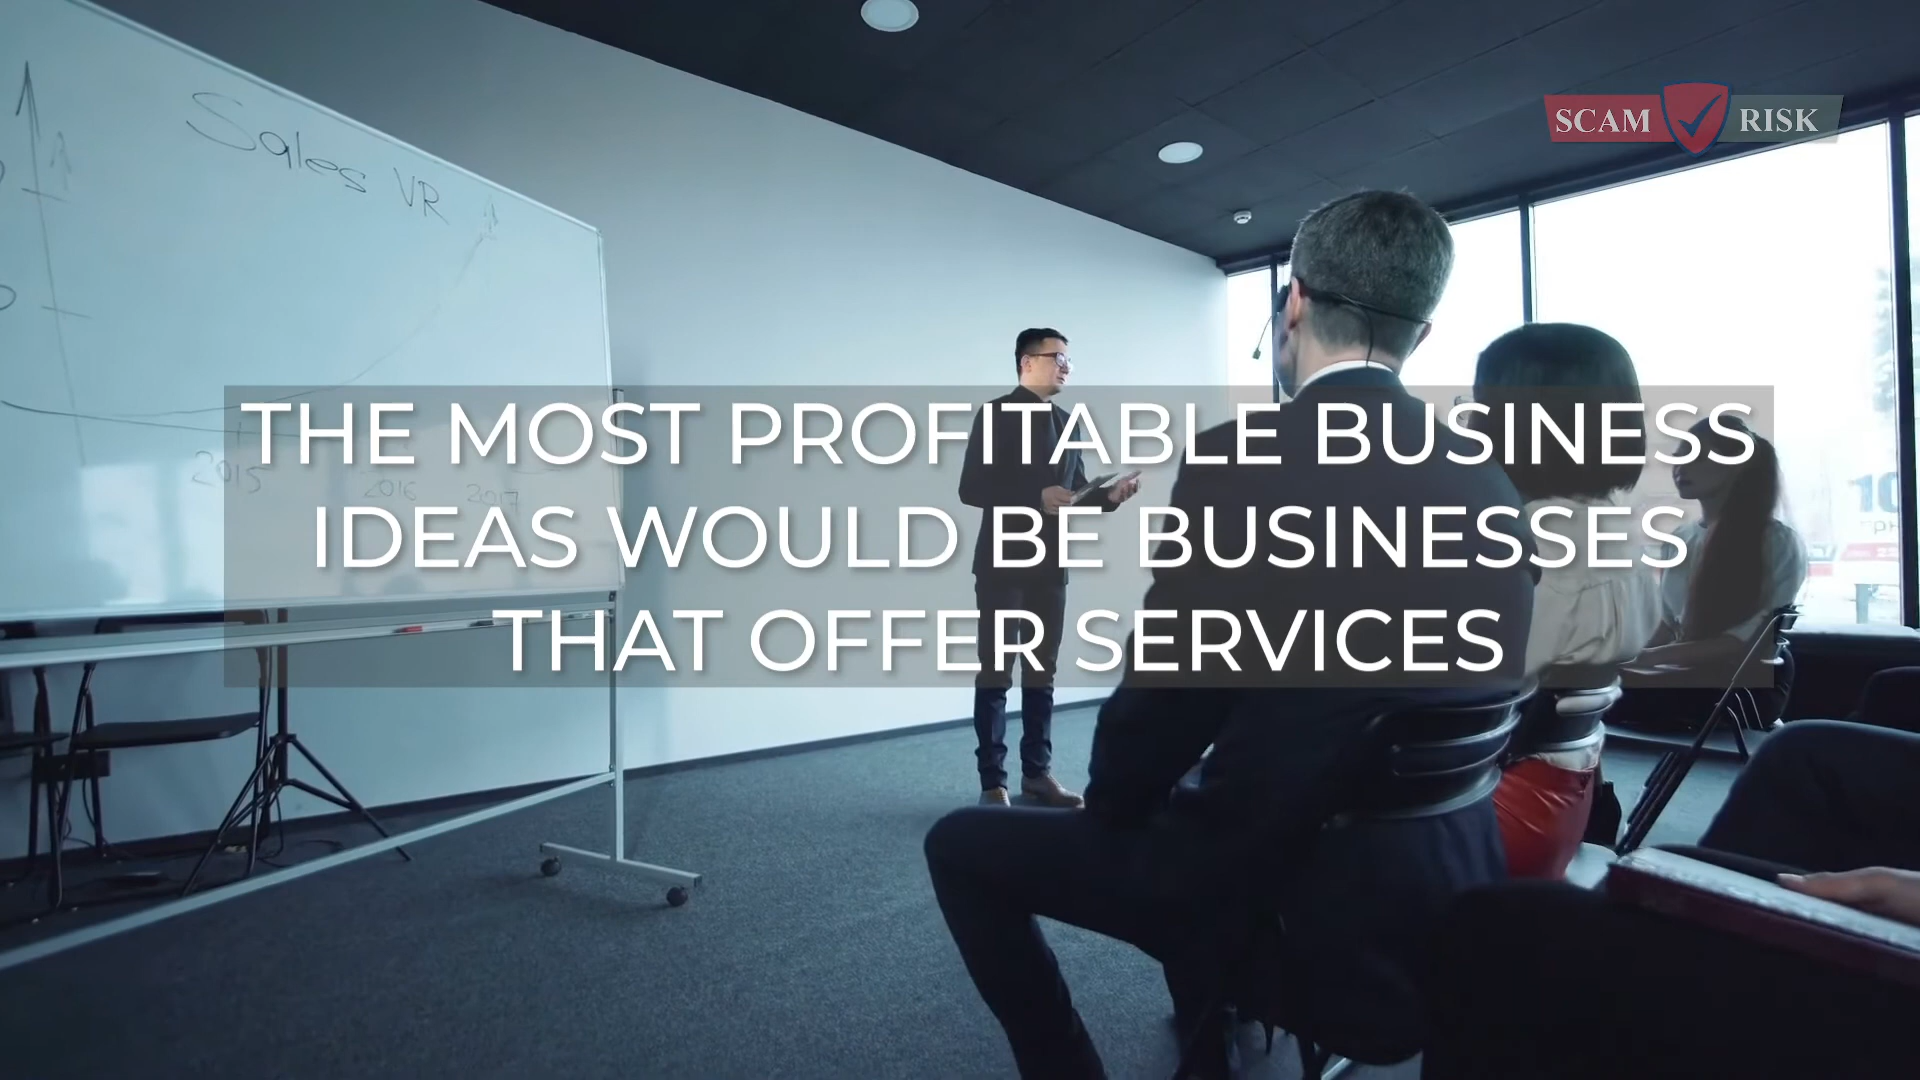 SCAM RISK
Sales VR
THE MOST PROFITABLE BUSINESS
IDEAS WOULD BE BUSINESSES
THAT OFFER SERVICES
2015 2016 2017